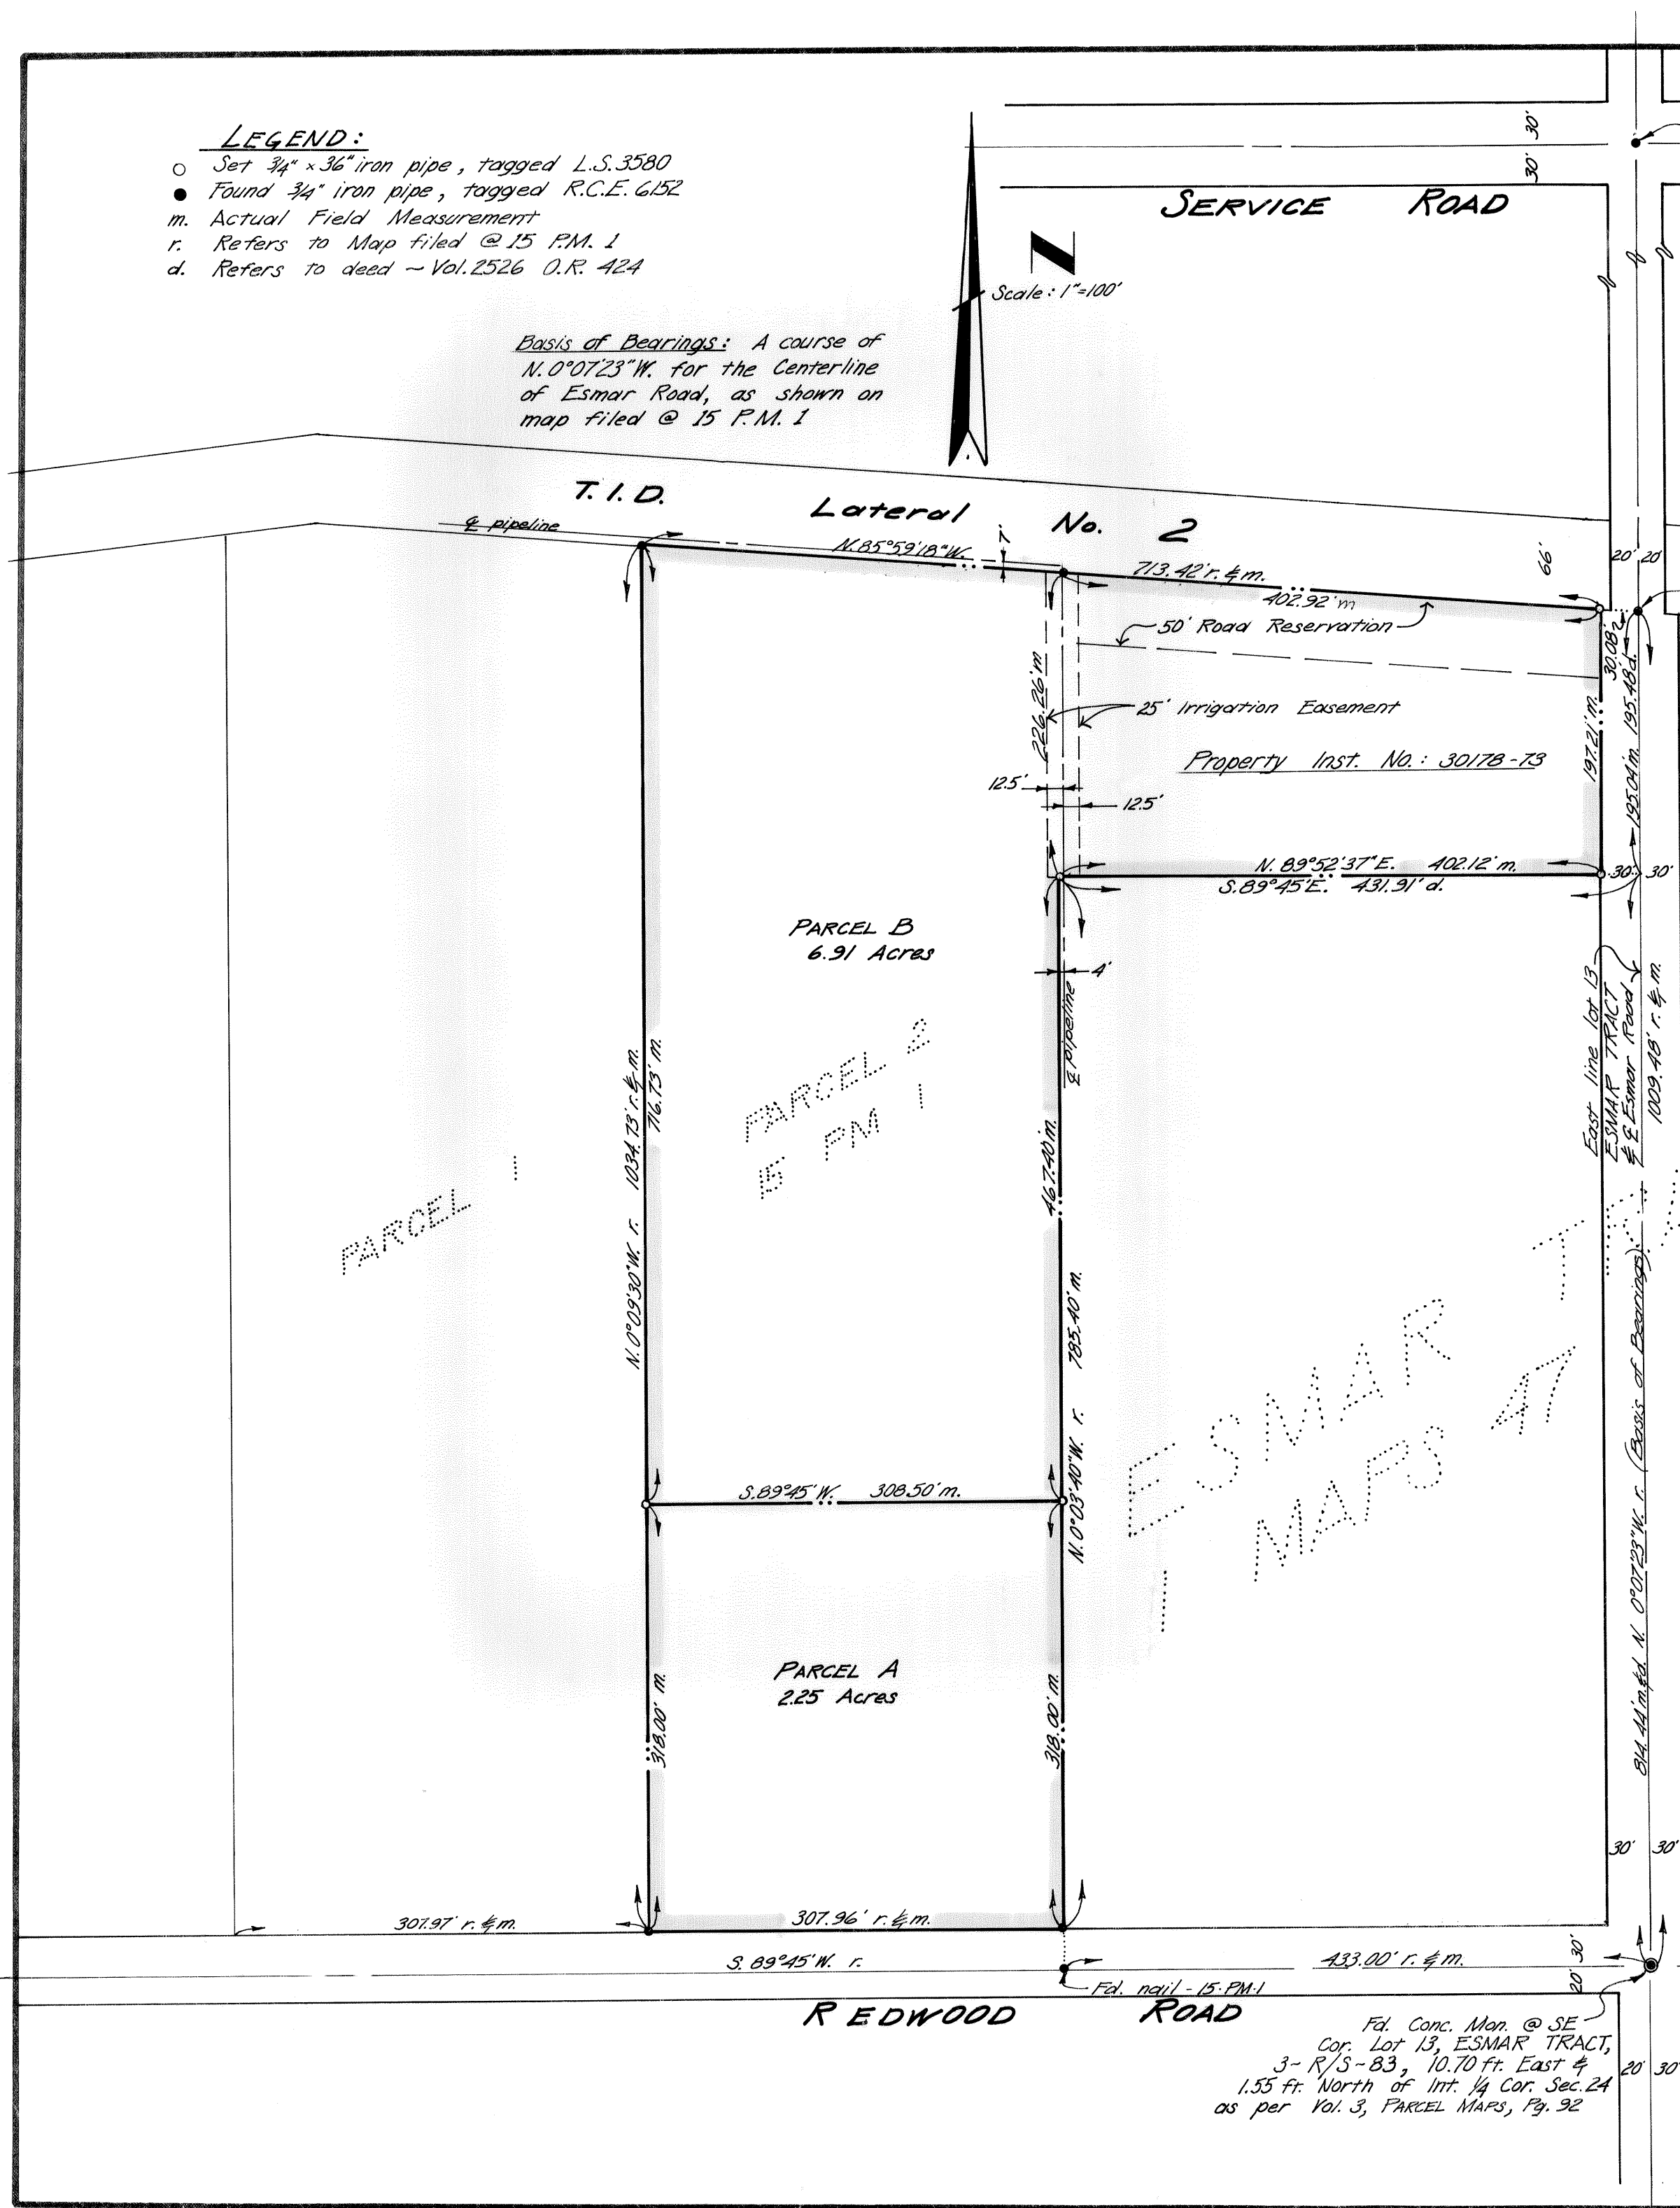 LEGEND:
○ Set 3/4" x 36" iron pipe, tagged L.S. 3580
● Found 3/4" iron pipe, tagged R.C.E. 6152
m. Actual Field Measurement
r. Refers to Map filed @ 15 P.M. 1
d. Refers to deed ~ Vol. 2526 O.R. 424
30'
30'
SERVICE ROAD
N
Scale: 1"=100'
Basis of Bearings: A course of
N. 0°07'23" W. for the Centerline
of Esmar Road, as shown on
map filed @ 15 P.M. 1
T.I.D. Lateral No. 2
℄ pipeline
N. 85°59'18" W.
7'
713.42' r. & m.
402.92' m
66'
20' 20'
50' Road Reservation
30.08'
226.26' m
25' Irrigation Easement
197.21' m.
195.04' m. 195.48' d.
Property Inst. No.: 30178-73
12.5'
12.5'
N. 89°52'37" E. 402.12' m.
S. 89°45' E. 431.91' d.
30' 30'
PARCEL B
6.91 Acres
4'
℄ pipeline
East line lot 13
ESMAR TRACT
& ℄ Esmar Road
1009.48' r. & m.
PARCEL 2
15 PM 1
PARCEL 1
N. 0°09'30" W. r. 1034.73' r. & m.
716.73' m.
467.40' m.
N. 0°03'40" W. r. 785.40' m.
ESMAR
1 MAPS 47
814.44' m. & d. N. 0°07'23" W. r. (Basis of Bearings)
S. 89°45' W. 308.50' m.
PARCEL A
2.25 Acres
318.00' m.
318.00' m.
30' 30'
307.97' r. & m.
307.96' r. & m.
S. 89°45' W. r.
433.00' r. & m.
20' 30'
Fd. nail - 15-PM-1
REDWOOD ROAD
Fd. Conc. Mon. @ SE
Cor. Lot 13, ESMAR TRACT,
3 ~ R/S ~ 83, 10.70 ft. East &
1.55 ft. North of Int. 1/4 Cor. Sec. 24
as per Vol. 3, PARCEL MAPS, Pg. 92
20' 30'